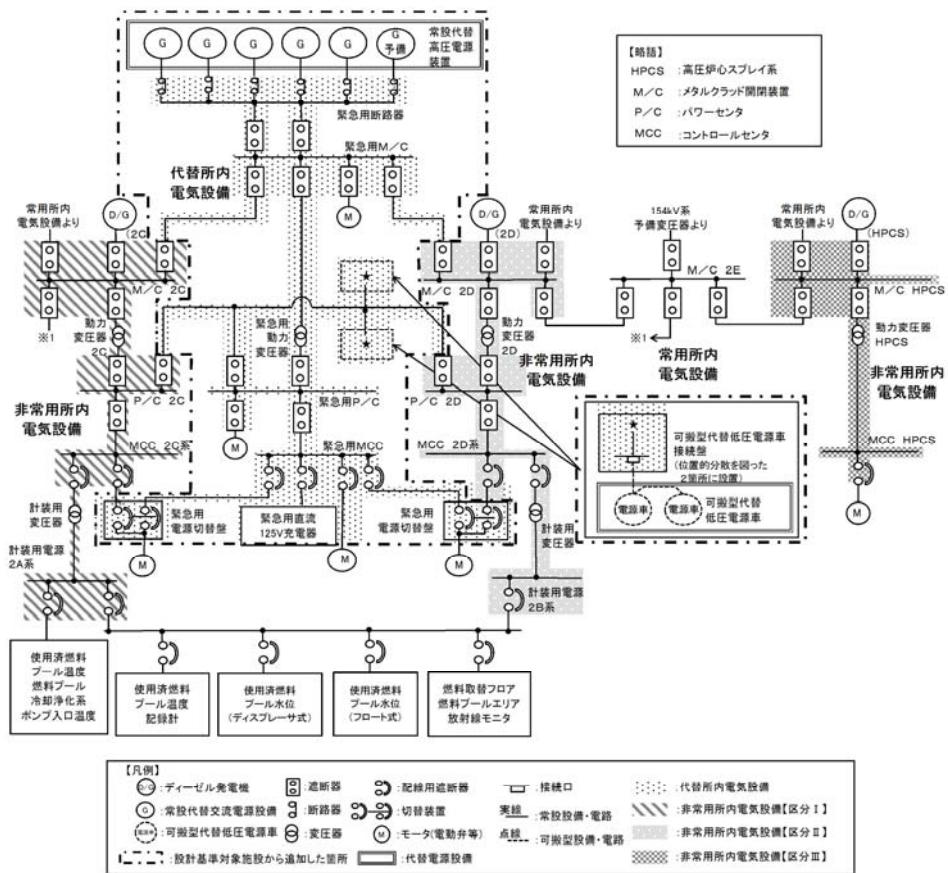 G
G
G
G
G
G
予備
常設代替
高圧電源
装置
【略語】
HPCS :高圧炉心スプレイ系
M/C :メタルクラッド開閉装置
P/C :パワーセンタ
MCC :コントロールセンタ
緊急用断路器
緊急用M/C
代替所内
電気設備
M
常用所内
電気設備より
D/G
(2C)
D/G
(2D)
常用所内
電気設備より
154kV系
予備変圧器より
常用所内
電気設備より
D/G
(HPCS)
M/C 2C
M/C 2D
M/C 2E
M/C HPCS
※1
動力
変圧器
2C
緊急用
動力
変圧器
動力
変圧器
2D
※1
常用所内
電気設備
動力変圧器
HPCS
非常用所内
電気設備
非常用所内
電気設備
P/C 2C
緊急用P/C
P/C 2D
非常用所内
電気設備
M
MCC 2C系
緊急用MCC
MCC 2D系
MCC HPCS
可搬型代替低圧電源車
接続盤
(位置的分散を図った
2箇所に設置)
電源車
電源車
可搬型代替
低圧電源車
M
計装用
変圧器
緊急用
電源切替盤
緊急用直流
125V充電器
緊急用
電源切替盤
計装用
変圧器
M
M
M
計装用電源
2A系
計装用電源
2B系
使用済燃料
プール温度
燃料プール
冷却浄化系
ポンプ入口温度
使用済燃料
プール温度
記録計
使用済燃料
プール水位
(ディスプレーサ式)
使用済燃料
プール水位
(フロート式)
燃料取替フロア
燃料プールエリア
放射線モニタ
【凡例】
D/G :ディーゼル発電機
:遮断器
:配線用遮断器
:接続口
:代替所内電気設備
G :常設代替交流電源設備
:断路器
:切替装置
実線 :常設設備・電路
:非常用所内電気設備【区分Ⅰ】
電源車 :可搬型代替低圧電源車
:変圧器
M :モータ(電動弁等)
点線 :可搬型設備・電路
:非常用所内電気設備【区分Ⅱ】
:設計基準対象施設から追加した箇所
:代替電源設備
:非常用所内電気設備【区分Ⅲ】